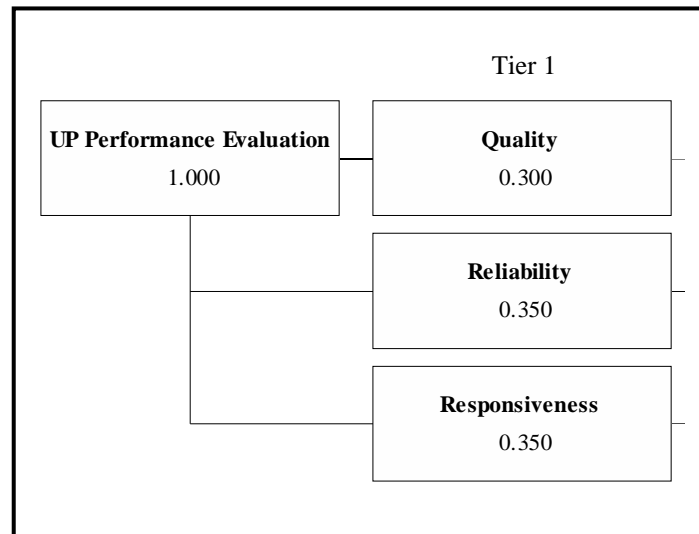 Tier 1
UP Performance Evaluation
1.000
Quality
0.300
Reliability
0.350
Responsiveness
0.350